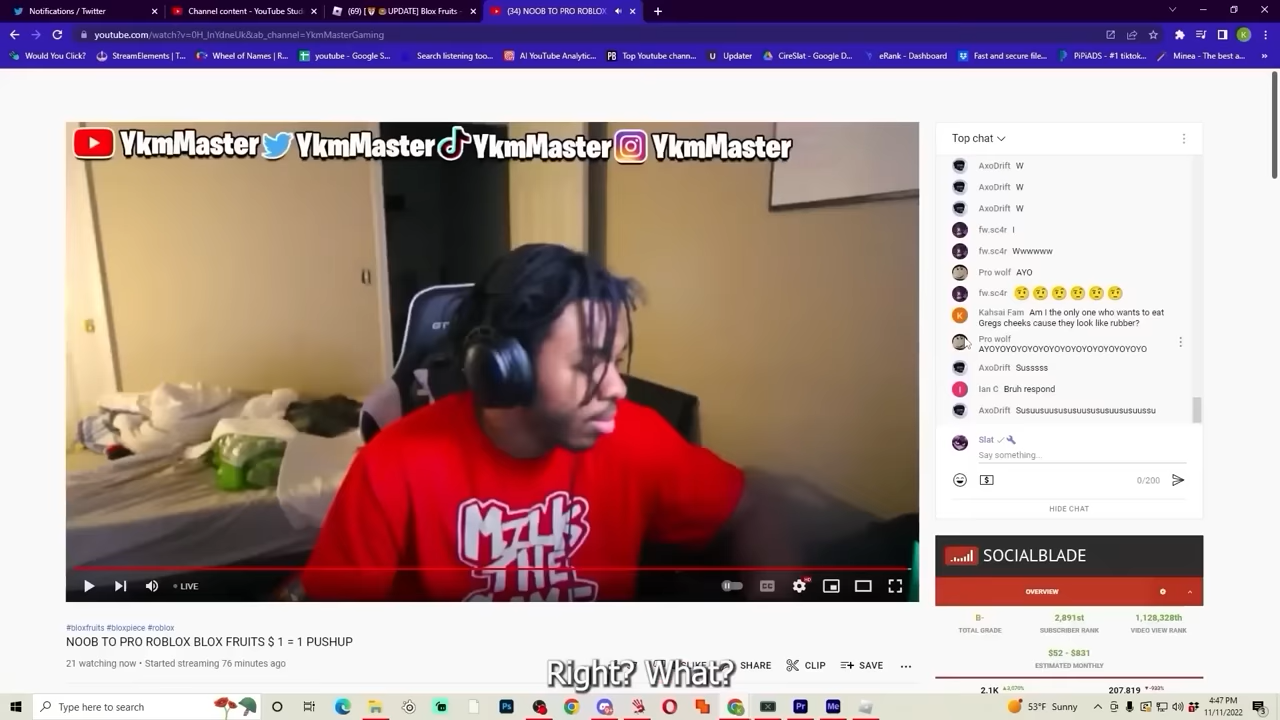 Notifications / Twitter
Content - YouTube Stud
(69) [UPDATE] Blox Fruits -
(34) NOOB TO PRO ROBLOX
youtube.com/watch?v=0H_InYdneUk&ab_channel=YkmMasterGaming
K
Would You Click?
StreamElements | T...
Wheel of Names | R...
youtube - Google S...
Search listening too...
AI YouTube Analytic...
Top Youtube Channe...
Updater
CireSlat - YouTube
eRank - Dashboard
Fast and secure file...
PiPiADS - #1 tiktok...
Minea - The best a...
YkmMaster YkmMaster YkmMaster YkmMaster
GT
MILK
THE
GAME
LIVE
#bloxfruits #bloxpiece #roblox
NOOB TO PRO ROBLOX BLOX FRUITS $ 1 = 1 PUSHUP
21 watching now • Started streaming 76 minutes ago
SHARE
CLIP
SAVE
Right? What?
Top chat
AxoDrift W
AxoDrift W
AxoDrift W
fw.sc4r I
fw.sc4r Wwwwww
Pro wolf AYO
fw.sc4r 🤨🤨🤨🤨🤨🤨
Kahsai Fam Am I the only one who wants to eat
Gregs cheeks cause they look like rubber?
Pro wolf
AYOYOYOYOYOYOYOYOYOYOYOYOYOYOYO
AxoDrift Susssss
Ian C Bruh respond
AxoDrift Susuusuususuusususuusususuussu
Slat
Say something...
0/200
HIDE CHAT
SOCIALBLADE
OVERVIEW
B-
TOTAL GRADE
2,891st
SUBSCRIBER RANK
1,128,328th
VIDEO VIEW RANK
$52 - $831
ESTIMATED MONTHLY
2.1K
207.819
Type here to search
53°F Sunny
4:47 PM
11/11/2022